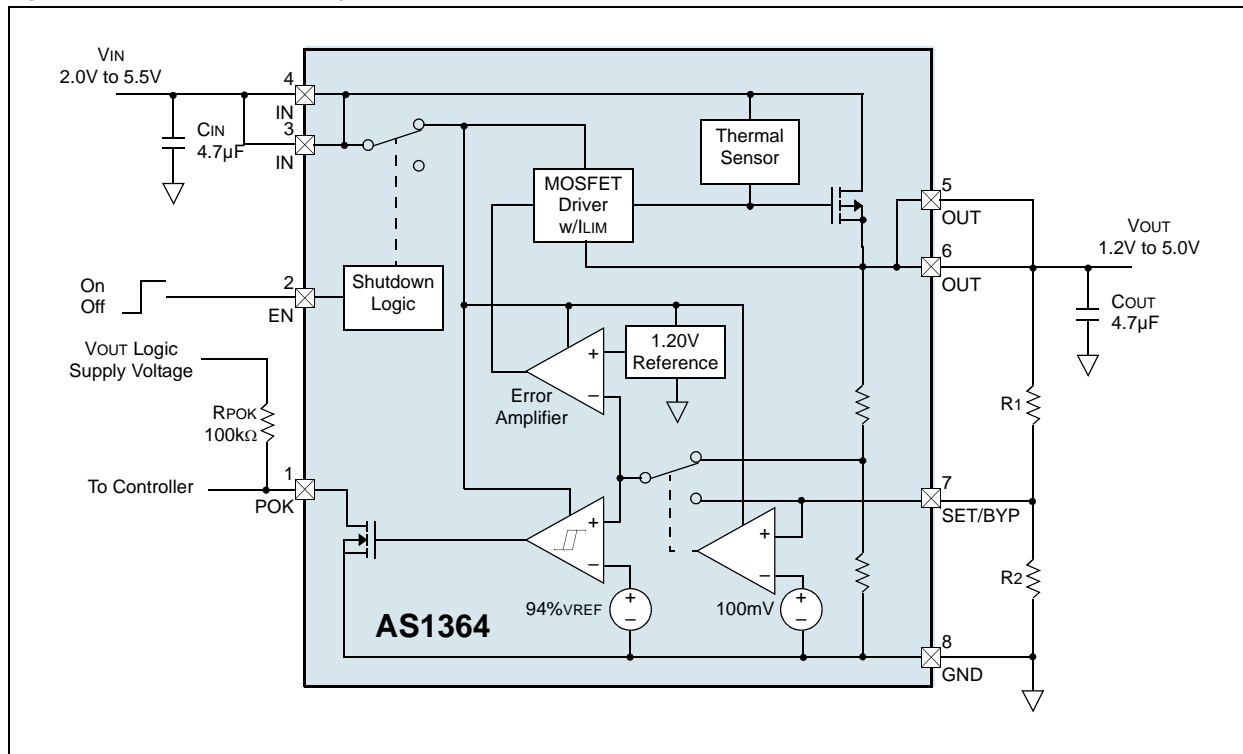 VIN
2.0V to 5.5V
4
IN
3
IN
CIN
4.7µF
Thermal
Sensor
MOSFET
Driver
w/ILIM
5
OUT
6
OUT
VOUT
1.2V to 5.0V
COUT
4.7µF
On
Off
2
EN
Shutdown
Logic
+
−
1.20V
Reference
Error
Amplifier
VOUT Logic
Supply Voltage
RPOK
100kΩ
R1
To Controller
1
POK
7
SET/BYP
+
−
+
−
R2
94%VREF
+
−
100mV
+
−
AS1364
8
GND